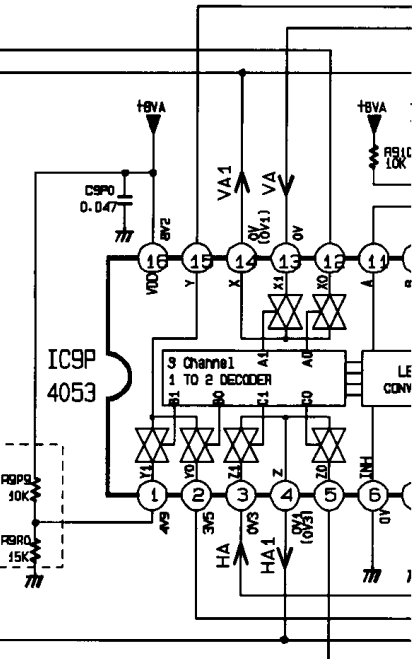 +8VA
+8VA
R91
10K
C9P0
0.047
VA1
VA
8V2
0V
(0V1)
0V
16
15
14
13
12
11
VDD
Y
X
X1
X0
A
IC9P
4053
A1
A0
3 Channel
1 TO 2 DECODER
B1
B0
C1
C0
LE
CONV
Y1
Y0
Z1
Z
Z0
INH
1
2
3
4
5
6
R9P9
10K
R9R0
15K
4V9
3V5
0V3
0V1
(0V3)
0V
HA
HA1